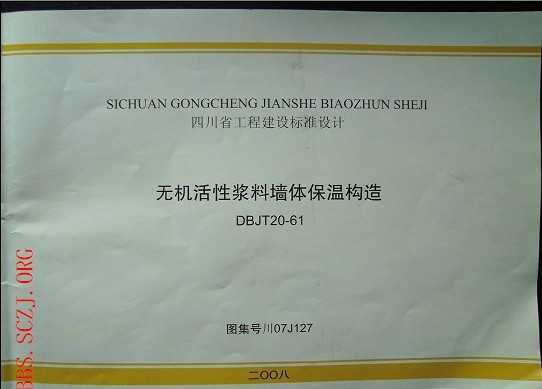 SICHUAN GONGCHENG JIANSHE BIAOZHUN SHEJI
四川省工程建设标准设计
无机活性浆料墙体保温构造
DBJT20-61
图集号川07J127
二〇〇八
BBS.SCZJ.ORG